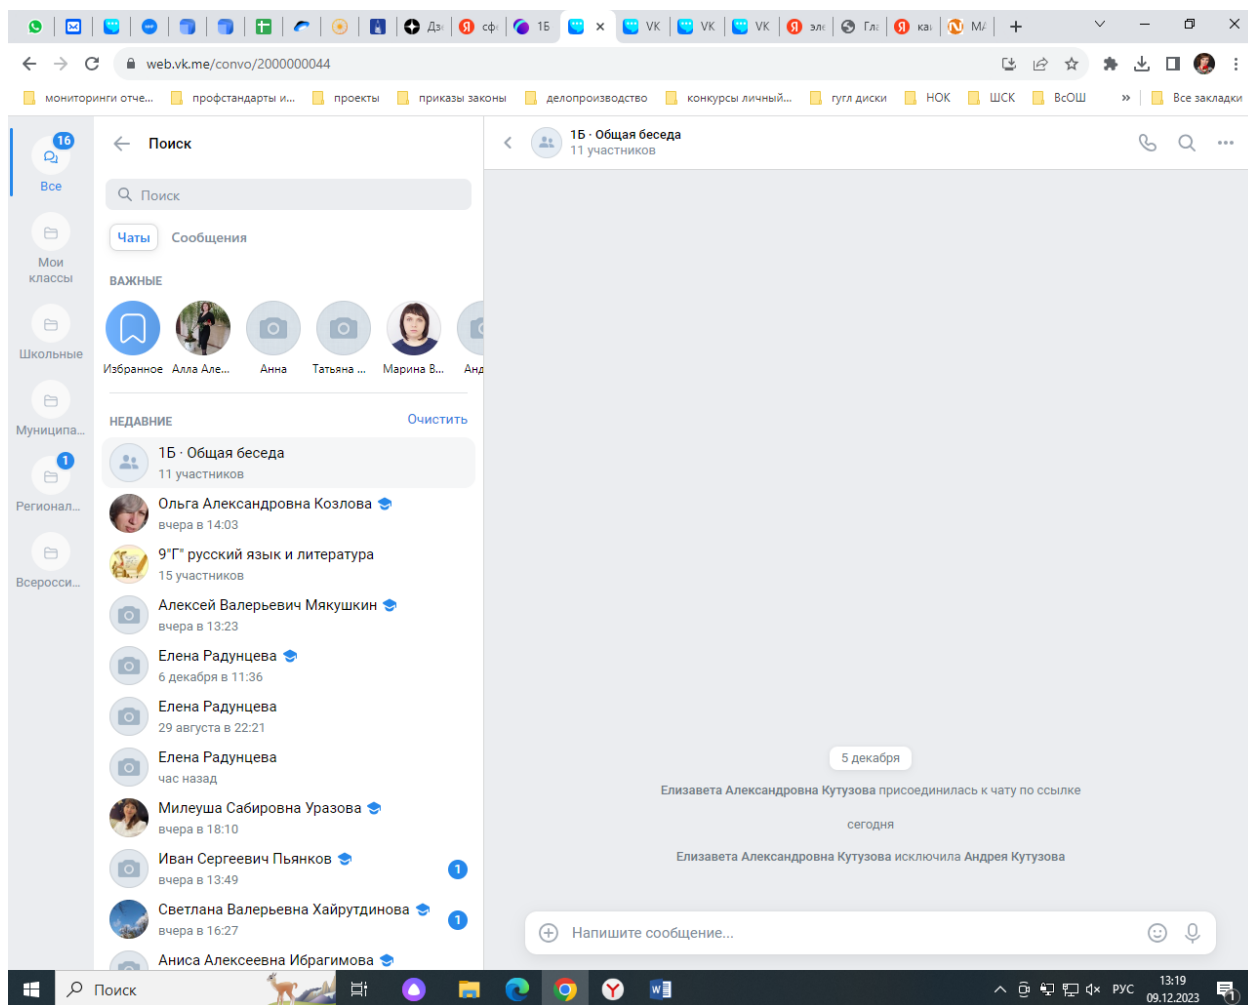 Дз
сф
1Б
VK
VK
VK
эле
Гла
ка
МА
web.vk.me/convo/2000000044
мониторинги отче...
профстандарты и...
проекты
приказы законы
делопроизводство
конкурсы личный...
гугл диски
НОК
ШСК
ВсОШ
»
Все закладки
16
Все
Мои
классы
Школьные
Муниципа...
1
Регионал...
Всеросси...
Поиск
Поиск
Чаты
Сообщения
ВАЖНЫЕ
Избранное
Алла Але...
Анна
Татьяна ...
Марина В...
Анд
НЕДАВНИЕ
Очистить
1Б · Общая беседа
11 участников
Ольга Александровна Козлова
вчера в 14:03
9"Г" русский язык и литература
15 участников
Алексей Валерьевич Мякушкин
вчера в 13:23
Елена Радунцева
6 декабря в 11:36
Елена Радунцева
29 августа в 22:21
Елена Радунцева
час назад
Милеуша Сабировна Уразова
вчера в 18:10
Иван Сергеевич Пьянков
вчера в 13:49
1
Светлана Валерьевна Хайрутдинова
вчера в 16:27
1
Аниса Алексеевна Ибрагимова
1Б · Общая беседа
11 участников
5 декабря
Елизавета Александровна Кутузова присоединилась к чату по ссылке
сегодня
Елизавета Александровна Кутузова исключила Андрея Кутузова
Напишите сообщение...
Поиск
РУС
13:19
09.12.2023
1